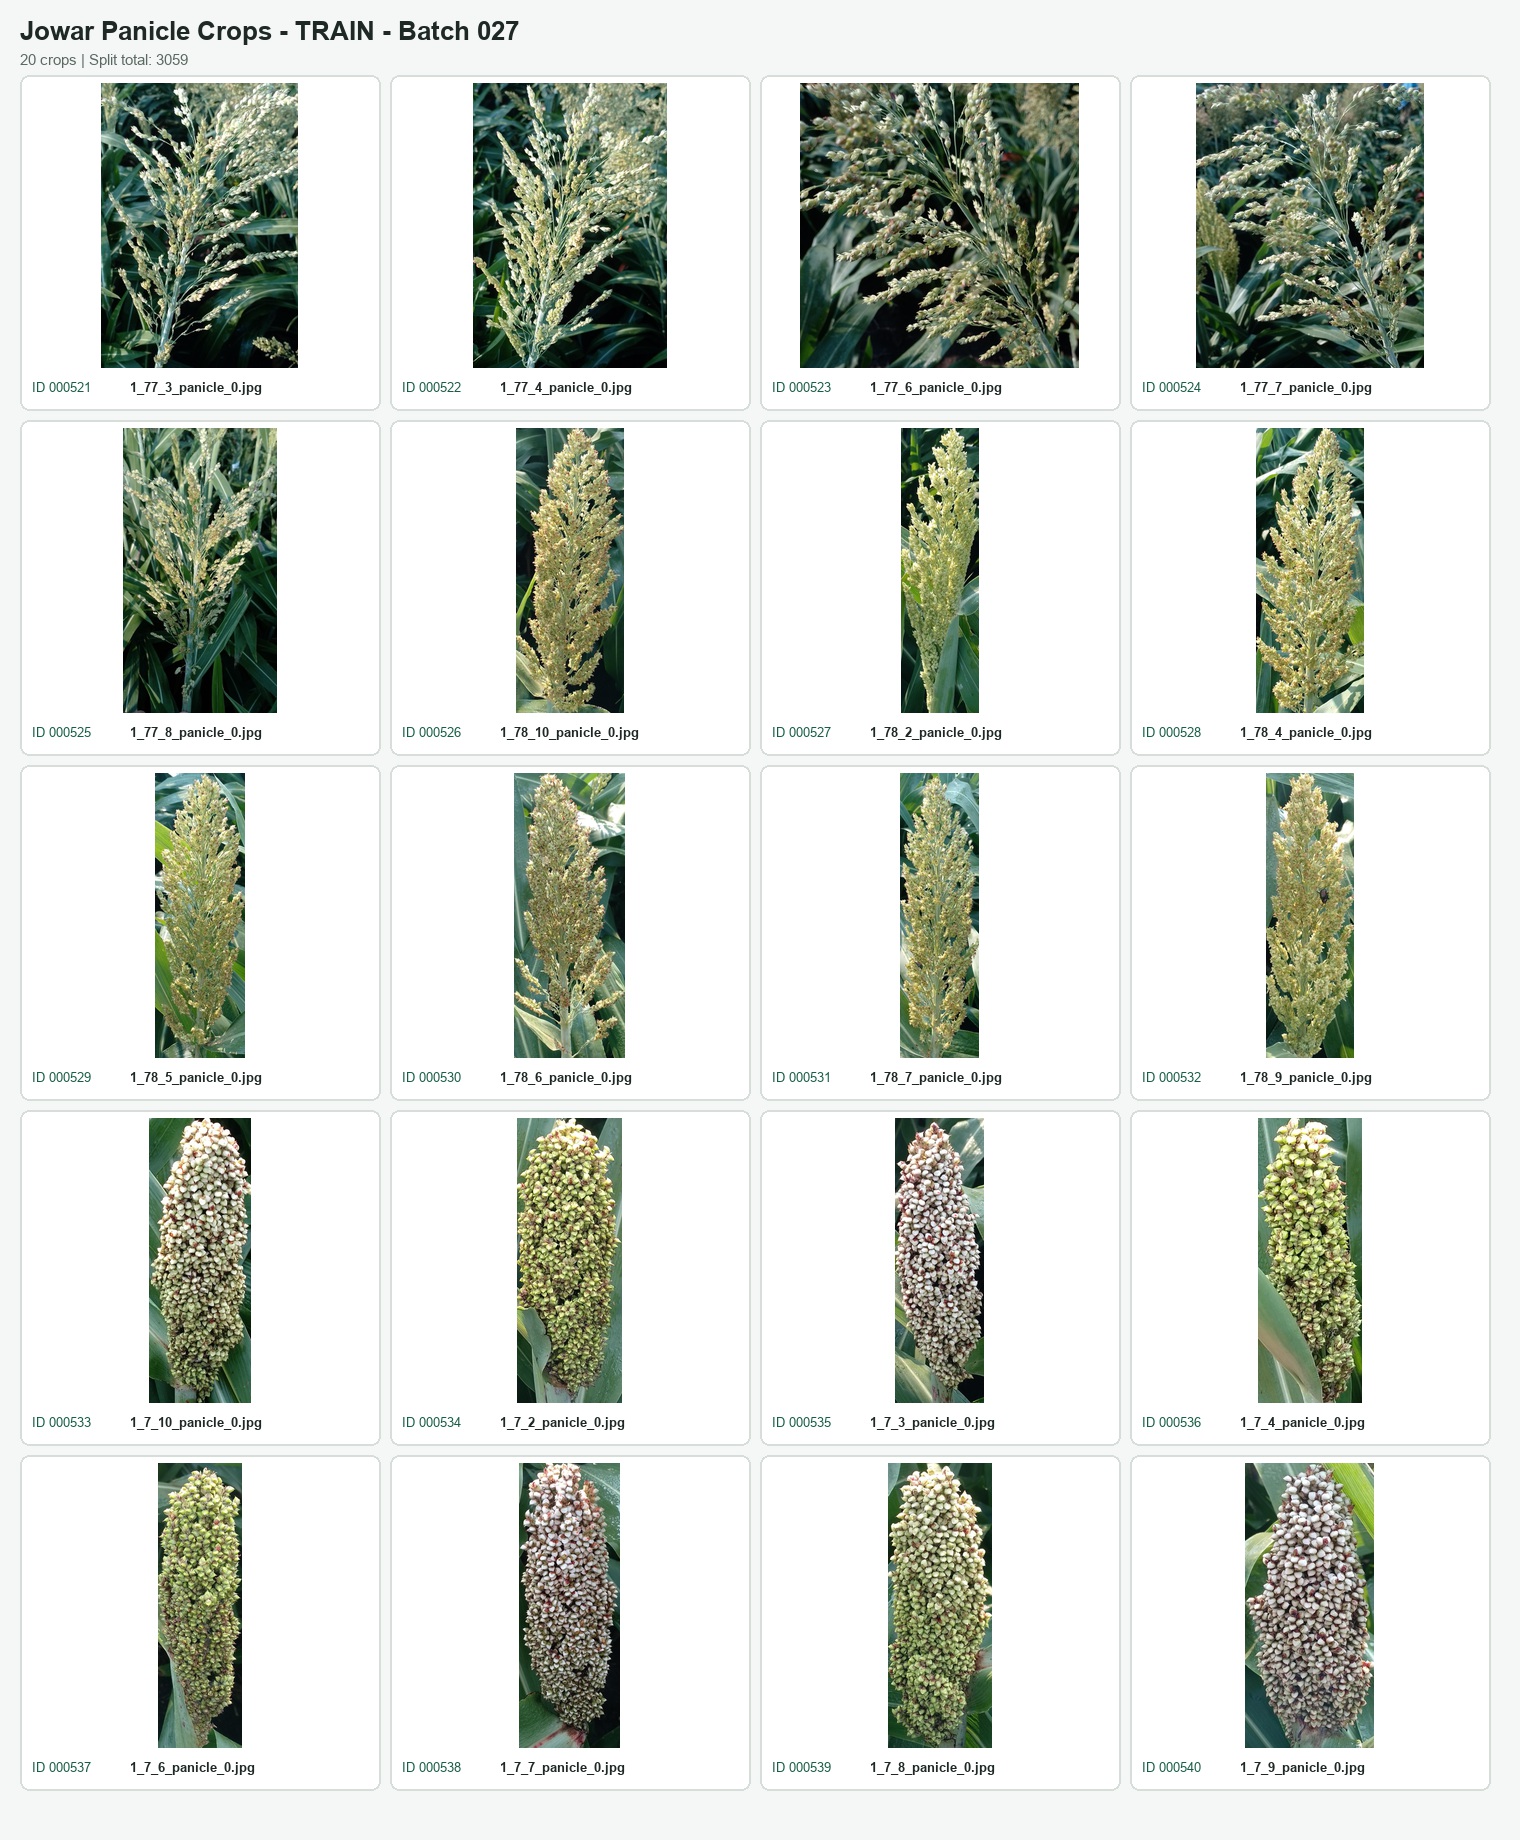 Jowar Panicle Crops - TRAIN - Batch 027
20 crops | Split total: 3059
ID 000521 1_77_3_panicle_0.jpg
ID 000522 1_77_4_panicle_0.jpg
ID 000523 1_77_6_panicle_0.jpg
ID 000524 1_77_7_panicle_0.jpg
ID 000525 1_77_8_panicle_0.jpg
ID 000526 1_78_10_panicle_0.jpg
ID 000527 1_78_2_panicle_0.jpg
ID 000528 1_78_4_panicle_0.jpg
ID 000529 1_78_5_panicle_0.jpg
ID 000530 1_78_6_panicle_0.jpg
ID 000531 1_78_7_panicle_0.jpg
ID 000532 1_78_9_panicle_0.jpg
ID 000533 1_7_10_panicle_0.jpg
ID 000534 1_7_2_panicle_0.jpg
ID 000535 1_7_3_panicle_0.jpg
ID 000536 1_7_4_panicle_0.jpg
ID 000537 1_7_6_panicle_0.jpg
ID 000538 1_7_7_panicle_0.jpg
ID 000539 1_7_8_panicle_0.jpg
ID 000540 1_7_9_panicle_0.jpg